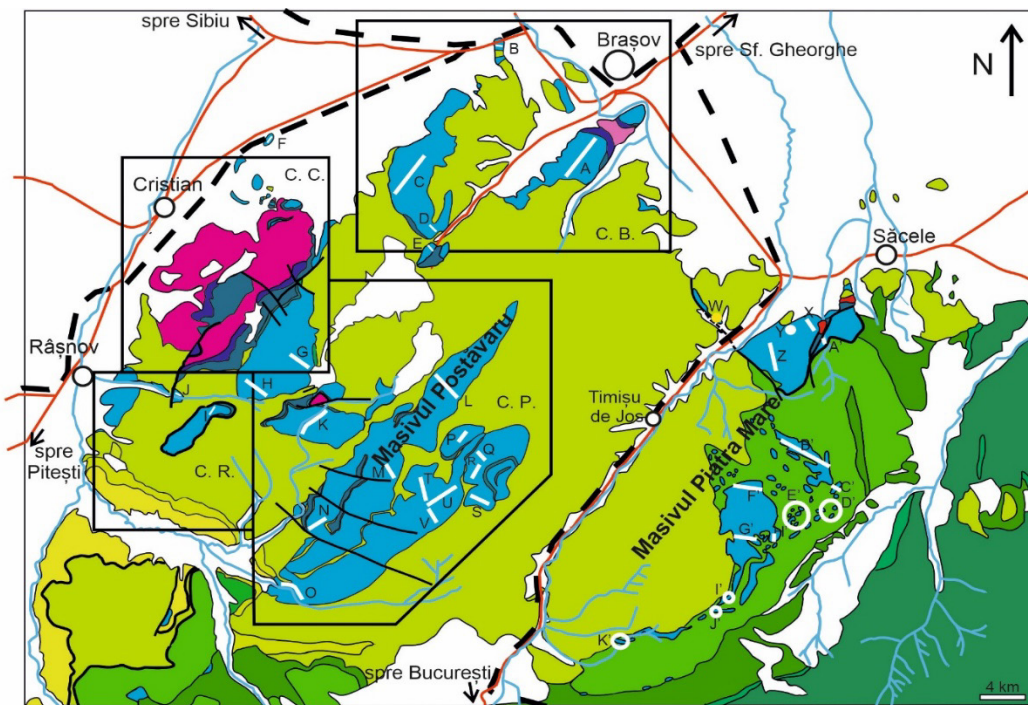 spre Sibiu
B
Brașov
spre Sf. Gheorghe
N
F
C. C.
Cristian
C
A
D
E
C. B.
Săcele
W
X
Z
A'
Râșnov
G
H
J
K
L
C. P.
Masivul Postăvaru
Timișu
de Jos
spre
Pitești
C. R.
P
Q
R
M
T
U
S
V
N
O
Masivul Piatra Mare
B'
C'
D'
E'
F'
G'
I'
K'
spre București
4 km